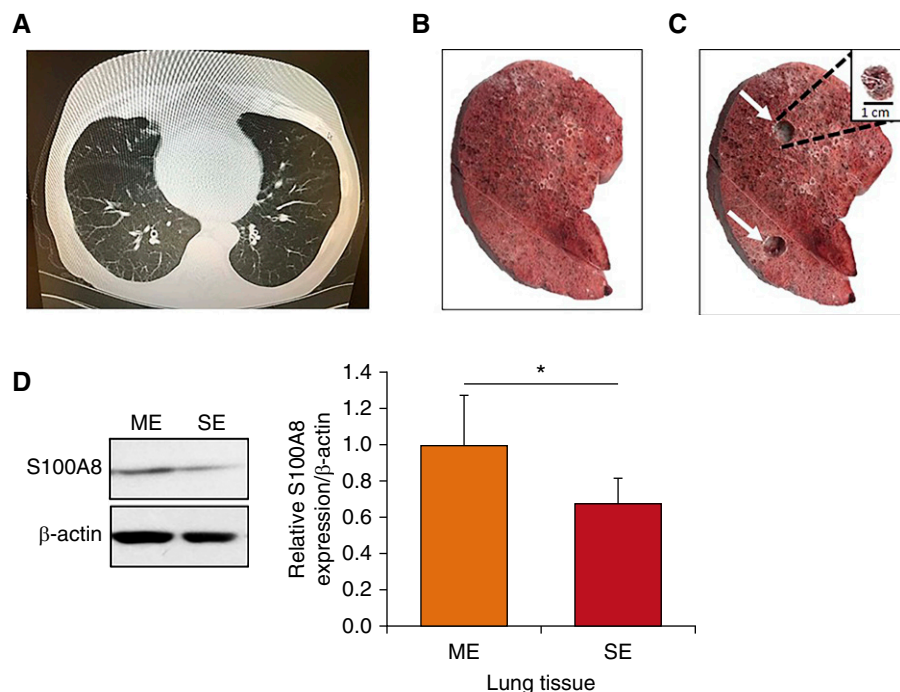 A
B
C
1 cm
D
ME SE
S100A8
β-actin
Relative S100A8
expression/β-actin
1.4
1.2
1.0
0.8
0.6
0.4
0.2
0.0
*
ME SE
Lung tissue